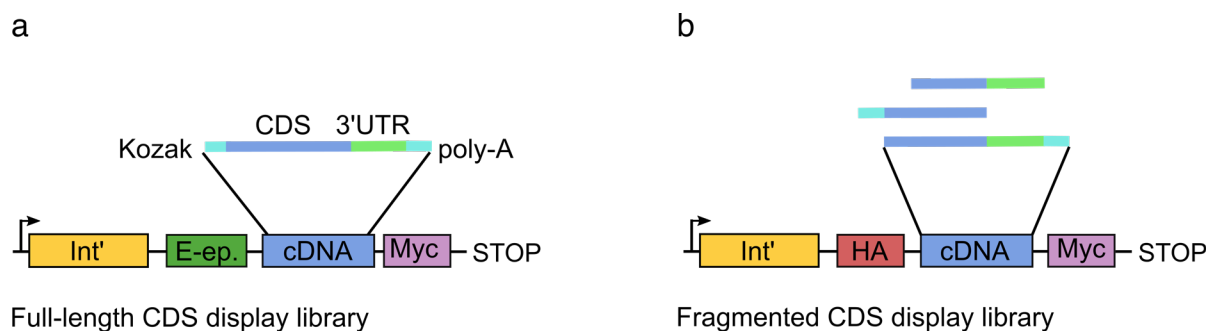 a
CDS 3'UTR
Kozak poly-A
Int' E-ep. cDNA Myc STOP
Full-length CDS display library
b
Int' HA cDNA Myc STOP
Fragmented CDS display library